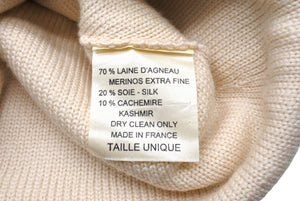 70 % LAINE D'AGNEAU
MERINOS EXTRA FINE
20 % SOIE - SILK
10 % CACHEMIRE
KASHMIR
DRY CLEAN ONLY
MADE IN FRANCE
TAILLE UNIQUE